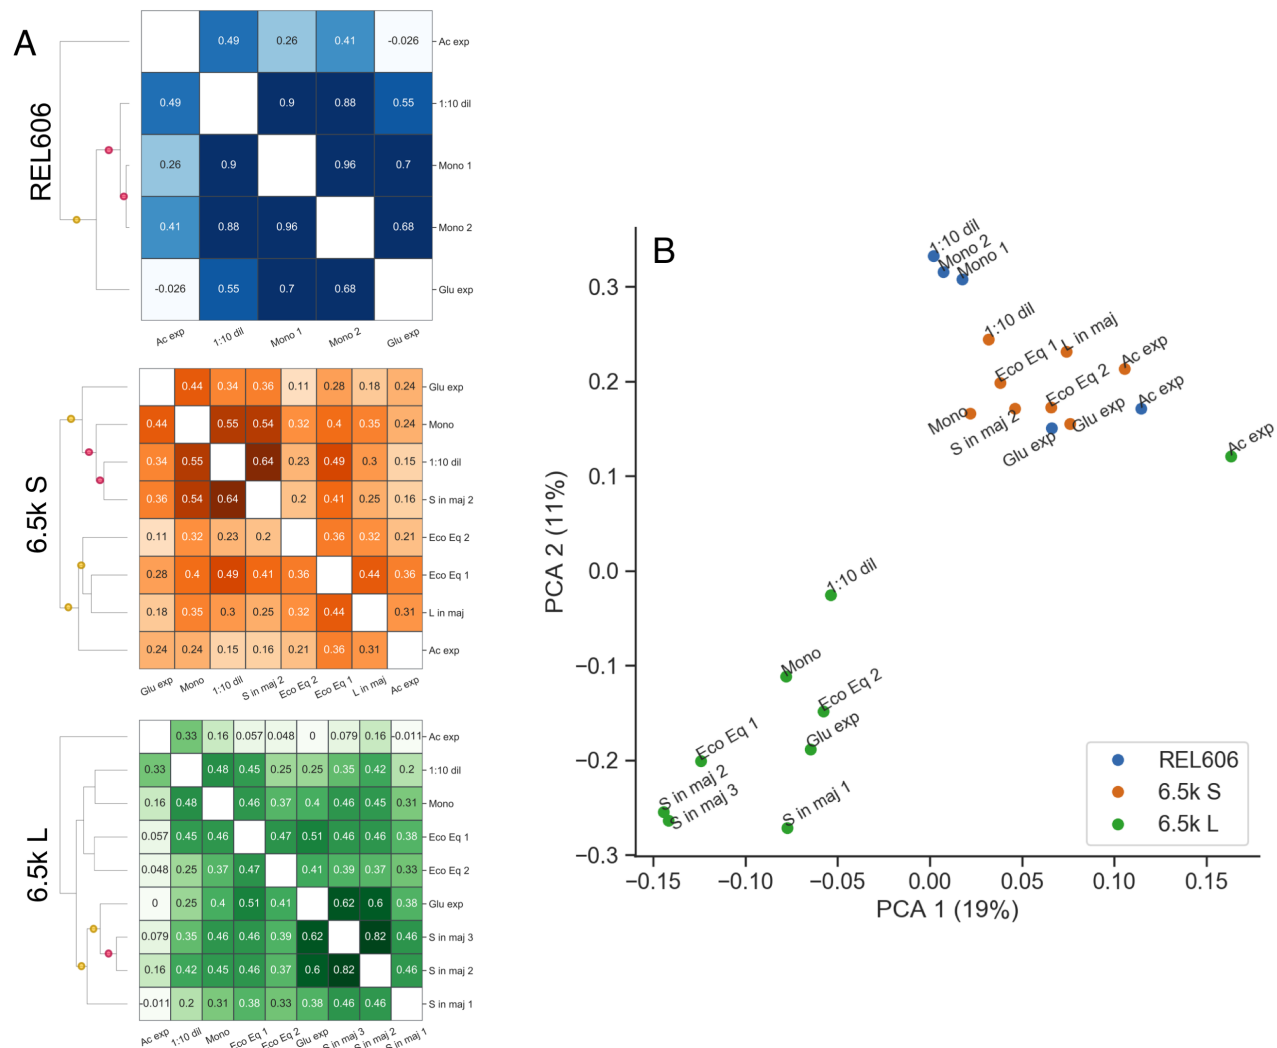 A
REL606
0.49 0.26 0.41 -0.026 Ac exp
0.49 0.9 0.88 0.55 1:10 dil
0.26 0.9 0.96 0.7 Mono 1
0.41 0.88 0.96 0.68 Mono 2
-0.026 0.55 0.7 0.68 Glu exp
Ac exp 1:10 dil Mono 1 Mono 2 Glu exp
6.5k S
0.44 0.34 0.36 0.11 0.28 0.18 0.24 Glu exp
0.44 0.55 0.54 0.32 0.4 0.35 0.24 Mono
0.34 0.55 0.64 0.23 0.49 0.3 0.15 1:10 dil
0.36 0.54 0.64 0.2 0.41 0.25 0.16 S in maj 2
0.11 0.32 0.23 0.2 0.36 0.32 0.21 Eco Eq 2
0.28 0.4 0.49 0.41 0.36 0.44 0.36 Eco Eq 1
0.18 0.35 0.3 0.25 0.32 0.44 0.31 L in maj
0.24 0.24 0.15 0.16 0.21 0.36 0.31 Ac exp
Glu exp Mono 1:10 dil S in maj 2 Eco Eq 2 Eco Eq 1 L in maj Ac exp
6.5k L
0.33 0.16 0.057 0.048 0 0.079 0.16 -0.011 Ac exp
0.33 0.48 0.45 0.25 0.25 0.35 0.42 0.2 1:10 dil
0.16 0.48 0.46 0.37 0.4 0.46 0.45 0.31 Mono
0.057 0.45 0.46 0.47 0.51 0.46 0.46 0.38 Eco Eq 1
0.048 0.25 0.37 0.47 0.41 0.39 0.37 0.33 Eco Eq 2
0 0.25 0.4 0.51 0.41 0.62 0.6 0.38 Glu exp
0.079 0.35 0.46 0.46 0.39 0.62 0.82 0.46 S in maj 3
0.16 0.42 0.45 0.46 0.37 0.6 0.82 0.46 S in maj 2
-0.011 0.2 0.31 0.38 0.33 0.38 0.46 0.46 S in maj 1
Ac exp 1:10 dil Mono Eco Eq 1 Eco Eq 2 Glu exp S in maj 3 S in maj 2 S in maj 1
B
PCA 2 (11%)
0.3
0.2
0.1
0.0
−0.1
−0.2
−0.3
1:10 dil
Mono 2
Mono 1
1:10 dil
L in maj
Eco Eq 1
Ac exp
Eco Eq 2
Ac exp
Mono
S in maj 2
Glu exp
Glu exp
Ac exp
1:10 dil
Mono
Eco Eq 2
Glu exp
Eco Eq 1
S in maj 2
S in maj 3
S in maj 1
REL606
6.5k S
6.5k L
−0.15 −0.10 −0.05 0.00 0.05 0.10 0.15
PCA 1 (19%)